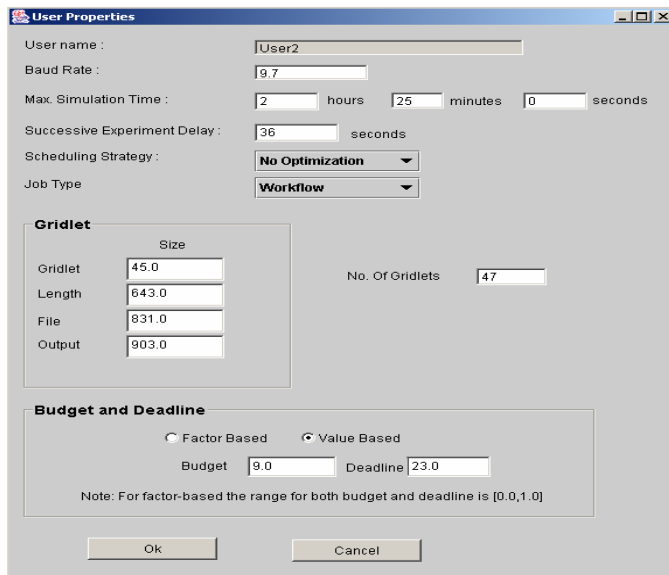 User Properties
User name :
User2
Baud Rate :
9.7
Max. Simulation Time :
2 hours 25 minutes 0 seconds
Successive Experiment Delay :
36 seconds
Scheduling Strategy :
No Optimization
Job Type
Workflow
Gridlet
Size
Gridlet 45.0
Length 643.0
File 831.0
Output 903.0
No. Of Gridlets 47
Budget and Deadline
Factor Based Value Based
Budget 9.0 Deadline 23.0
Note: For factor-based the range for both budget and deadline is [0.0,1.0]
Ok Cancel